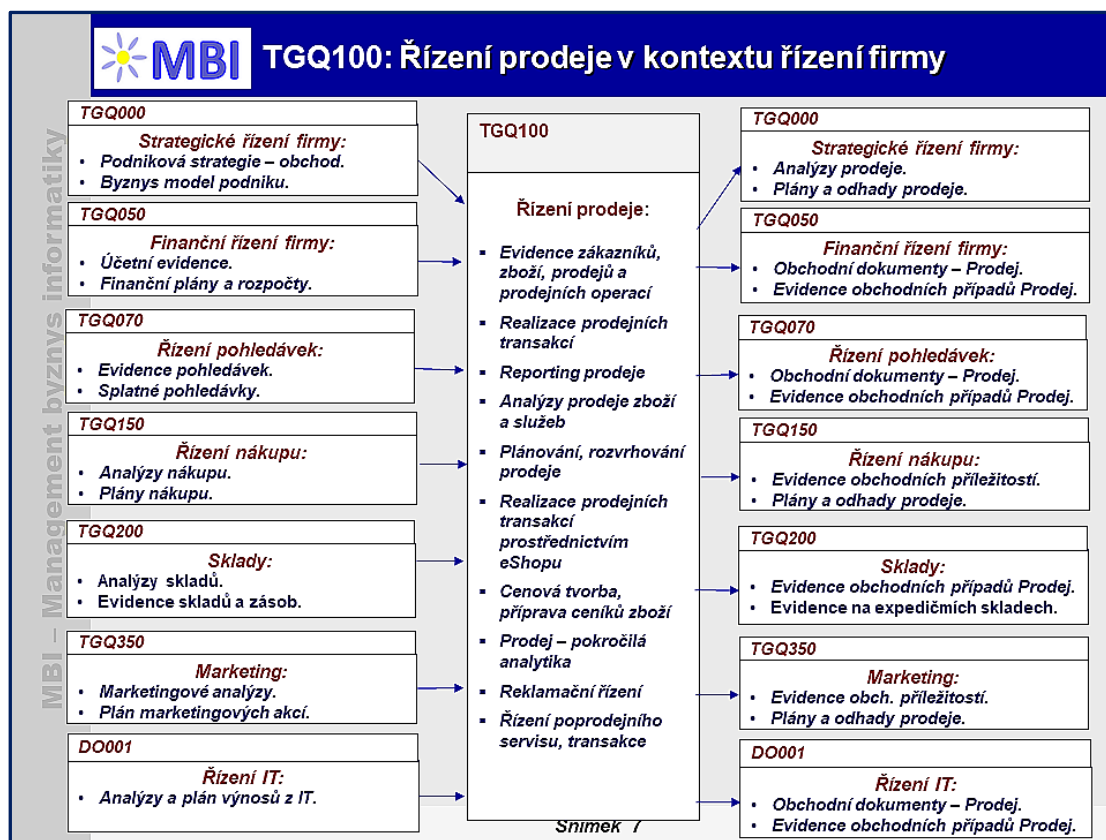 MBI
TGQ100: Řízení prodeje v kontextu řízení firmy
MBI – Management byznys informatiky
TGQ000
Strategické řízení firmy:
• Podniková strategie – obchod.
• Byznys model podniku.
TGQ050
Finanční řízení firmy:
• Účetní evidence.
• Finanční plány a rozpočty.
TGQ070
Řízení pohledávek:
• Evidence pohledávek.
• Splatné pohledávky.
TGQ150
Řízení nákupu:
• Analýzy nákupu.
• Plány nákupu.
TGQ200
Sklady:
• Analýzy skladů.
• Evidence skladů a zásob.
TGQ350
Marketing:
• Marketingové analýzy.
• Plán marketingových akcí.
DO001
Řízení IT:
• Analýzy a plán výnosů z IT.
TGQ100
Řízení prodeje:
▪ Evidence zákazníků,
zboží, prodejů a
prodejních operací
▪ Realizace prodejních
transakcí
▪ Reporting prodeje
▪ Analýzy prodeje zboží
a služeb
▪ Plánování, rozvrhování
prodeje
▪ Realizace prodejních
transakcí
prostřednictvím
eShopu
▪ Cenová tvorba,
příprava ceníků zboží
▪ Prodej – pokročilá
analytika
▪ Reklamační řízení
▪ Řízení poprodejního
servisu, transakce
TGQ000
Strategické řízení firmy:
• Analýzy prodeje.
• Plány a odhady prodeje.
TGQ050
Finanční řízení firmy:
• Obchodní dokumenty – Prodej.
• Evidence obchodních případů Prodej.
TGQ070
Řízení pohledávek:
• Obchodní dokumenty – Prodej.
• Evidence obchodních případů Prodej.
TGQ150
Řízení nákupu:
• Evidence obchodních příležitostí.
• Plány a odhady prodeje.
TGQ200
Sklady:
• Evidence obchodních případů Prodej.
• Evidence na expedičmích skladech.
TGQ350
Marketing:
• Evidence obch. příležitostí.
• Plány a odhady prodeje.
DO001
Řízení IT:
• Obchodní dokumenty – Prodej.
• Evidence obchodních případů Prodej.
Snímek 7